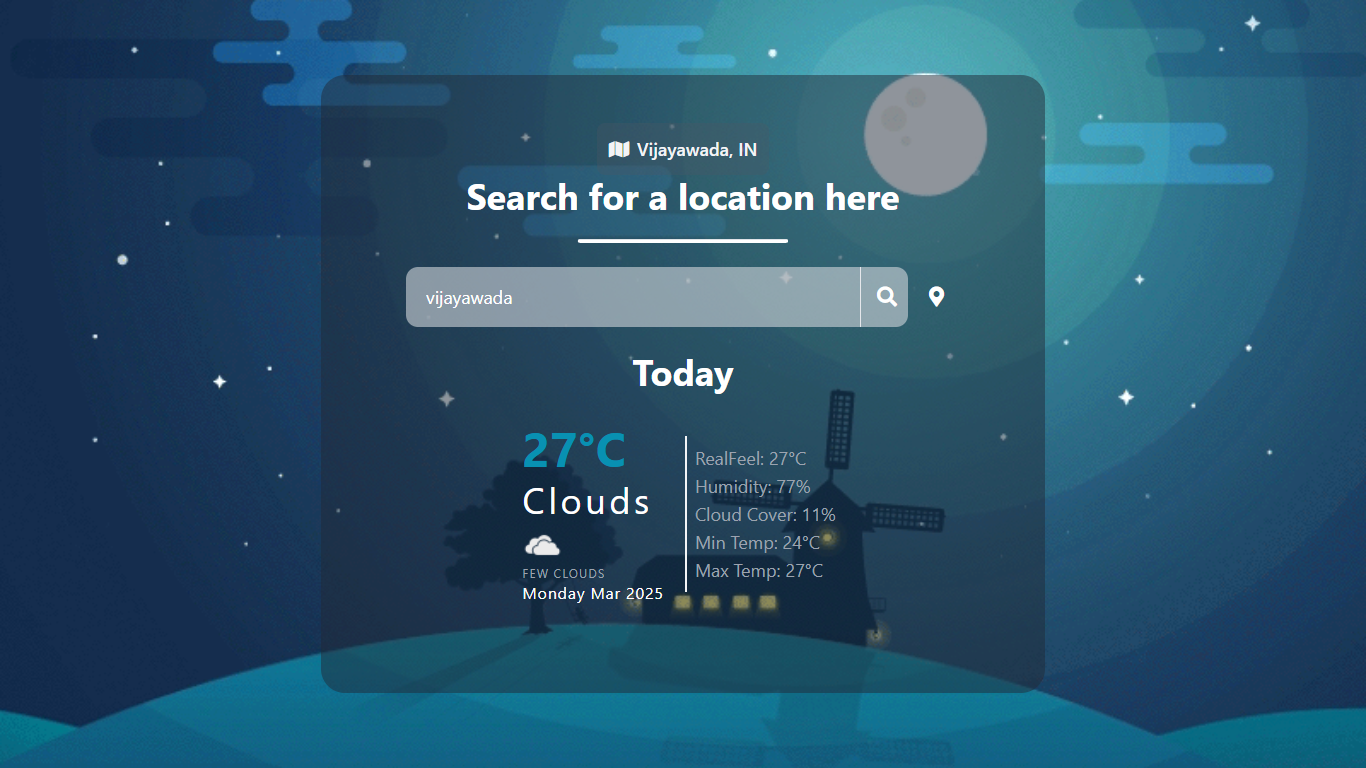 Vijayawada, IN
Search for a location here
vijayawada
Today
27°C
Clouds
FEW CLOUDS
Monday Mar 2025
RealFeel: 27°C
Humidity: 77%
Cloud Cover: 11%
Min Temp: 24°C
Max Temp: 27°C